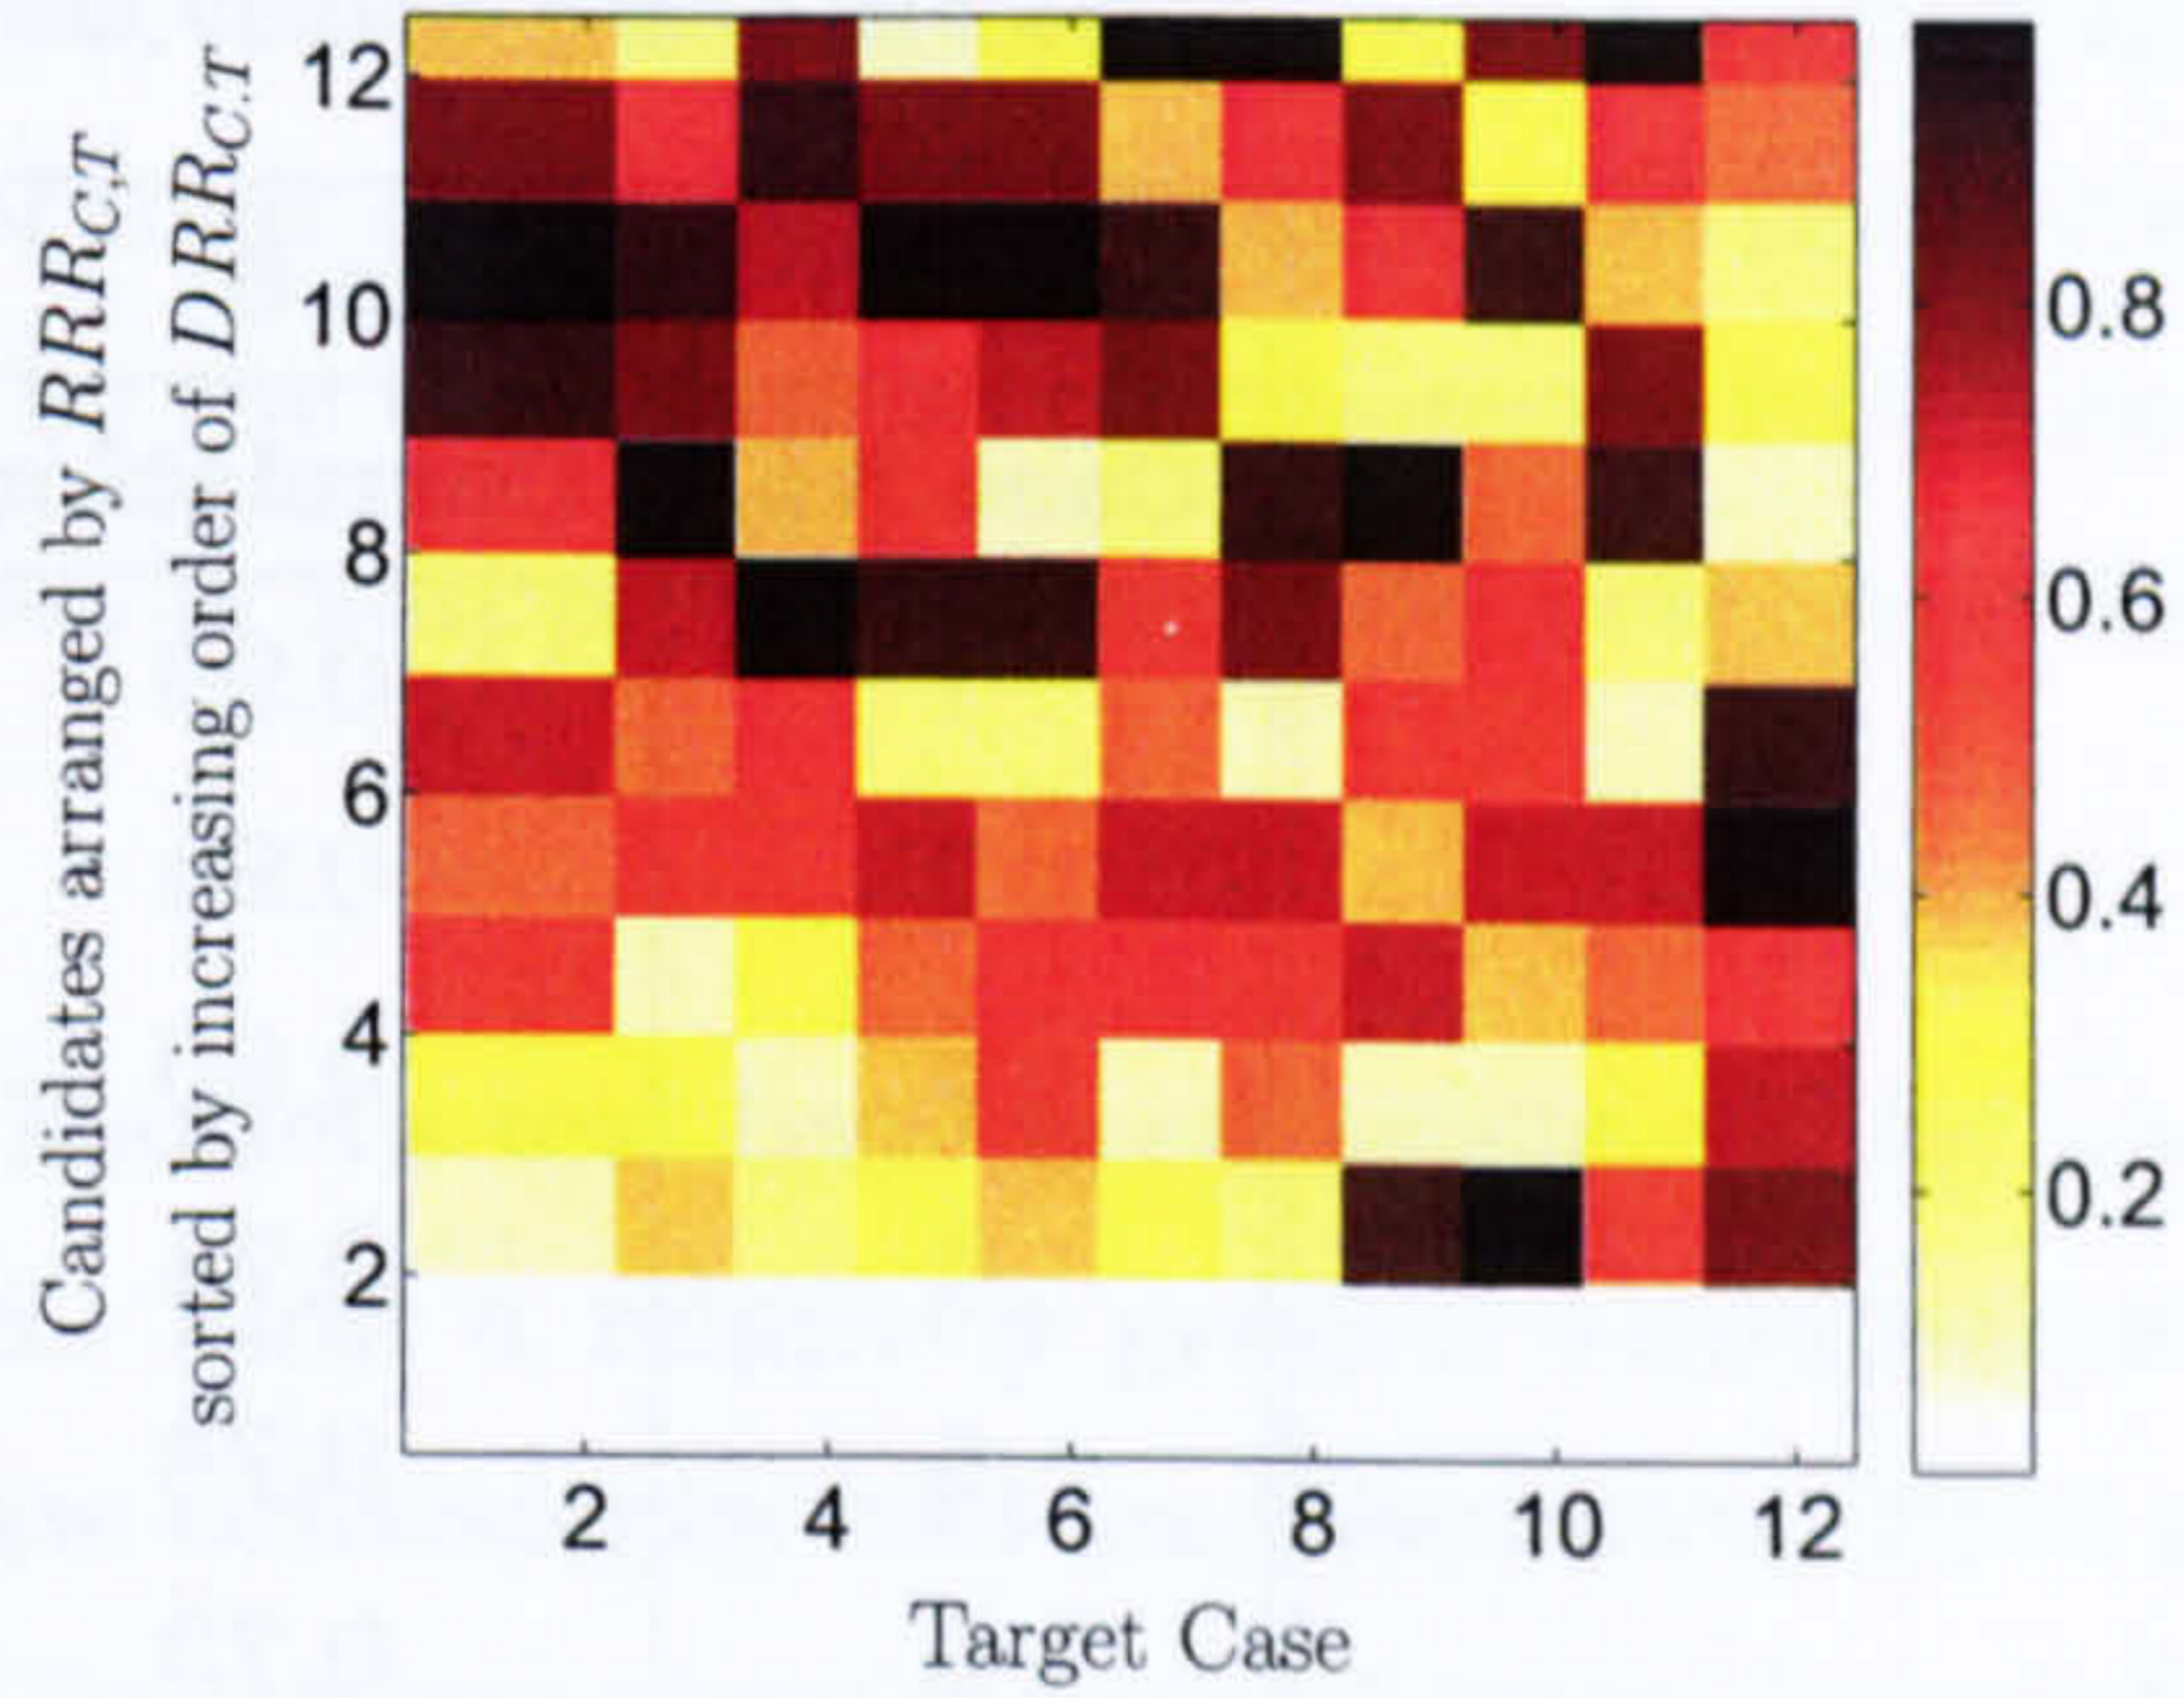 Candidates arranged by RRR_{C,T}
sorted by increasing order of DRR_{C,T}
12
10
8
6
4
2
2 4 6 8 10 12
Target Case
0.8
0.6
0.4
0.2